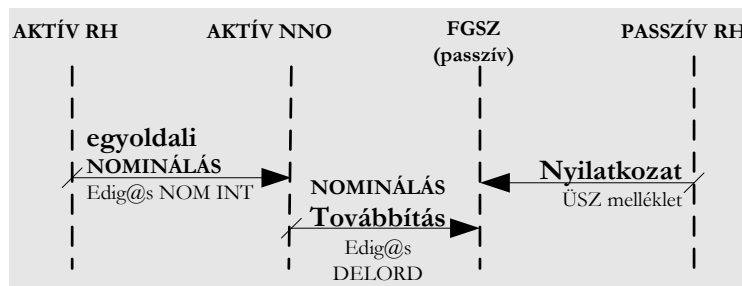 AKTÍV RH
AKTÍV NNO
FGSZ
(passzív)
PASSZÍV RH
egyoldali
NOMINÁLÁS
Edig@s NOM INT
NOMINÁLÁS
Továbbítás
Edig@s
DELORD
Nyilatkozat
ÜSZ melléklet